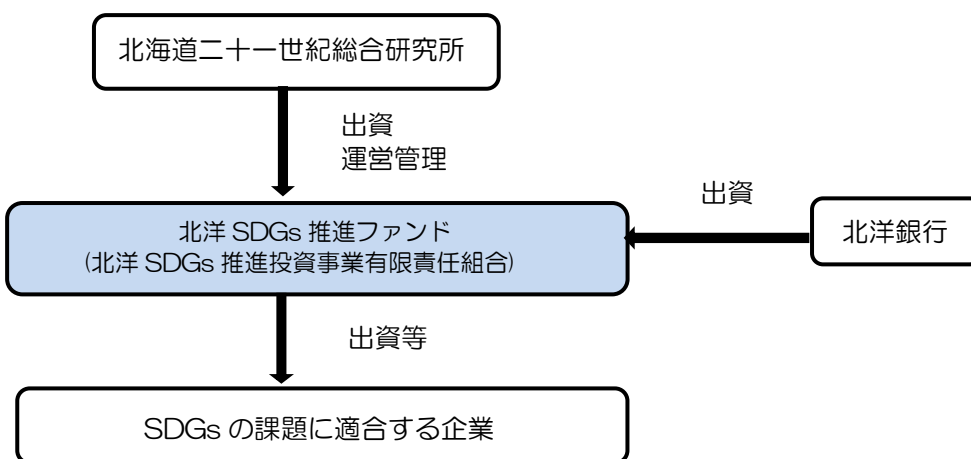 北海道二十一世紀総合研究所
出資
運営管理
出資
北洋 SDGs 推進ファンド
(北洋 SDGs 推進投資事業有限責任組合)
北洋銀行
出資等
SDGs の課題に適合する企業